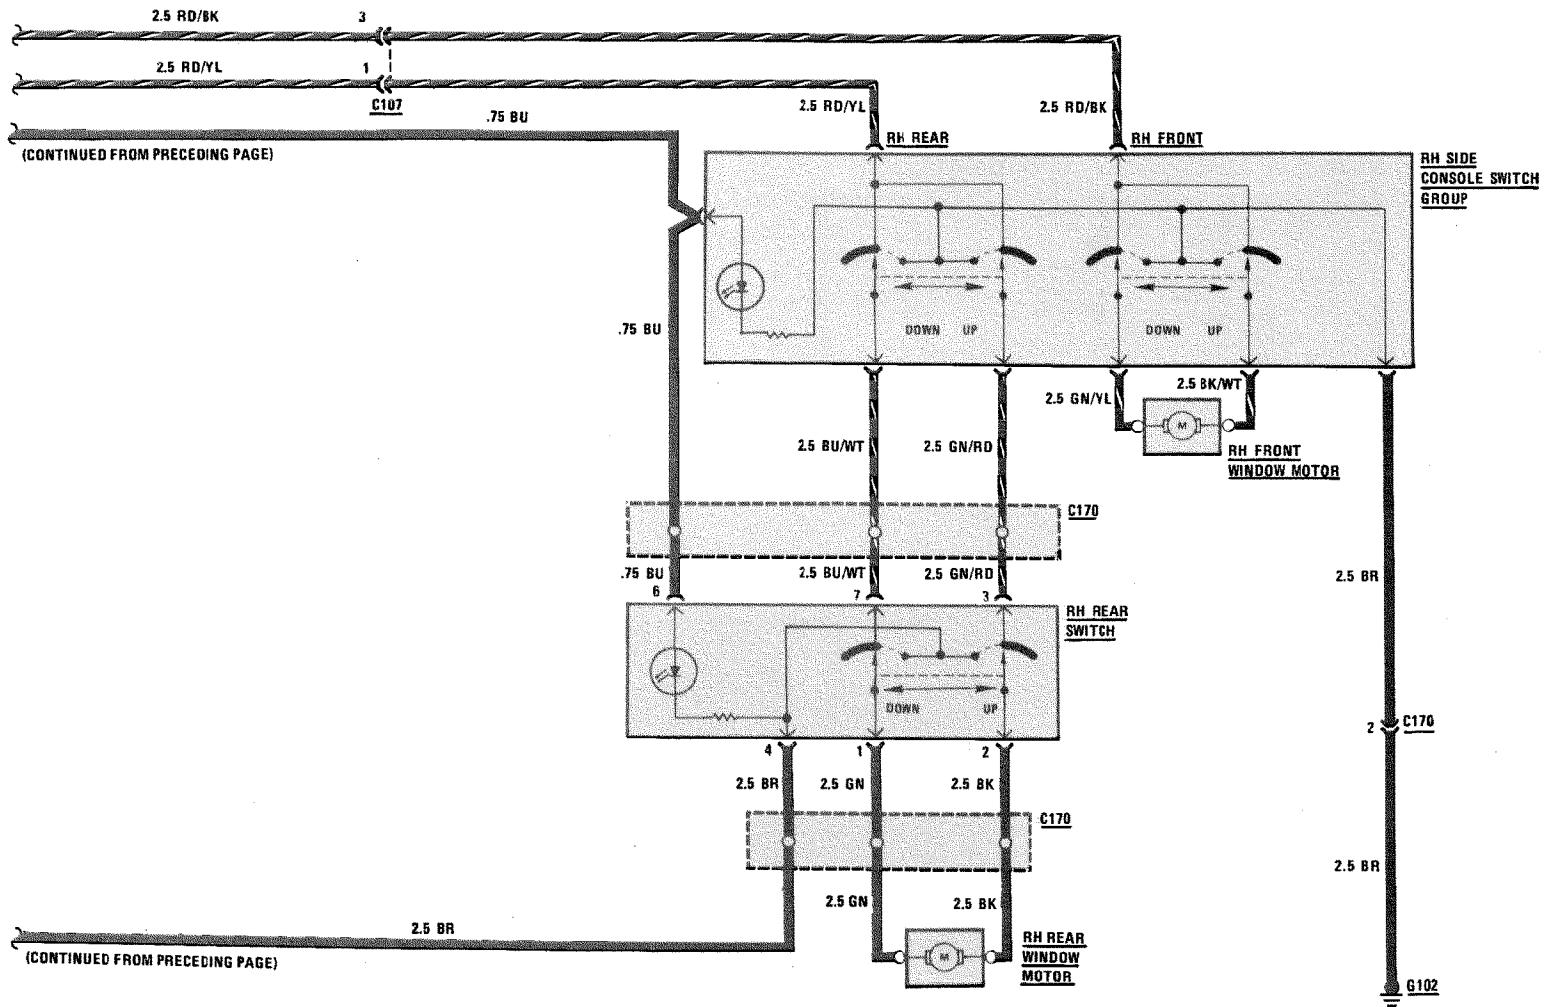 2.5 RD/BK
3
2.5 RD/YL
1
C107
.75 BU
(CONTINUED FROM PRECEDING PAGE)
2.5 RD/YL
2.5 RD/BK
RH REAR
RH FRONT
RH SIDE
CONSOLE SWITCH
GROUP
.75 BU
DOWN
UP
DOWN
UP
2.5 GN/YL
2.5 BK/WT
M
RH FRONT
WINDOW MOTOR
2.5 BU/WT
2.5 GN/RD
C170
.75 BU
2.5 BU/WT
2.5 GN/RD
2.5 BR
6
7
3
RH REAR
SWITCH
DOWN
UP
2
C170
4
1
2
2.5 BR
2.5 GN
2.5 BK
C170
2.5 BR
2.5 GN
2.5 BK
2.5 BR
(CONTINUED FROM PRECEDING PAGE)
M
RH REAR
WINDOW
MOTOR
G102